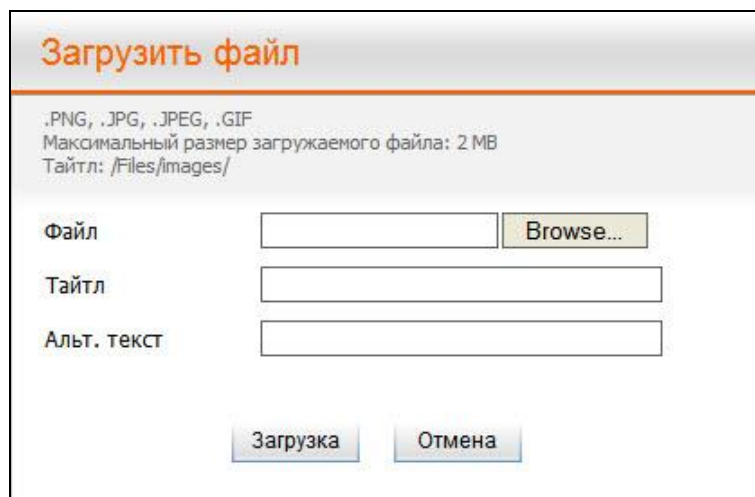 Загрузить файл
.PNG, .JPG, .JPEG, .GIF
Максимальный размер загружаемого файла: 2 MB
Тайтл: /Files/images/
Файл Browse...
Тайтл
Альт. текст
Загрузка Отмена